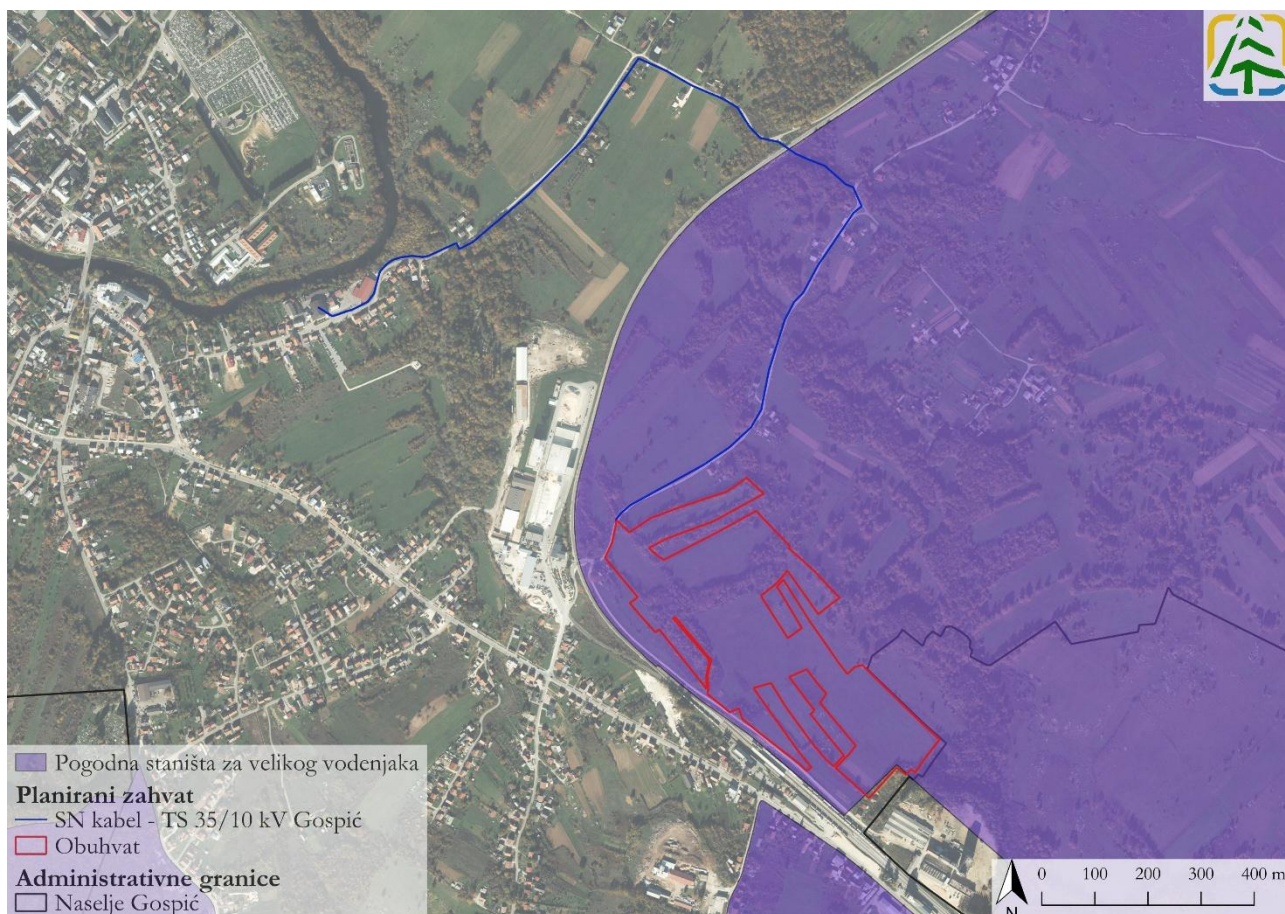 Pogodna staništa za velikog vodenjaka
Planirani zahvat
SN kabel - TS 35/10 kV Gospić
Obuhvat
Administrativne granice
Naselje Gospić
N
0 100 200 300 400 m